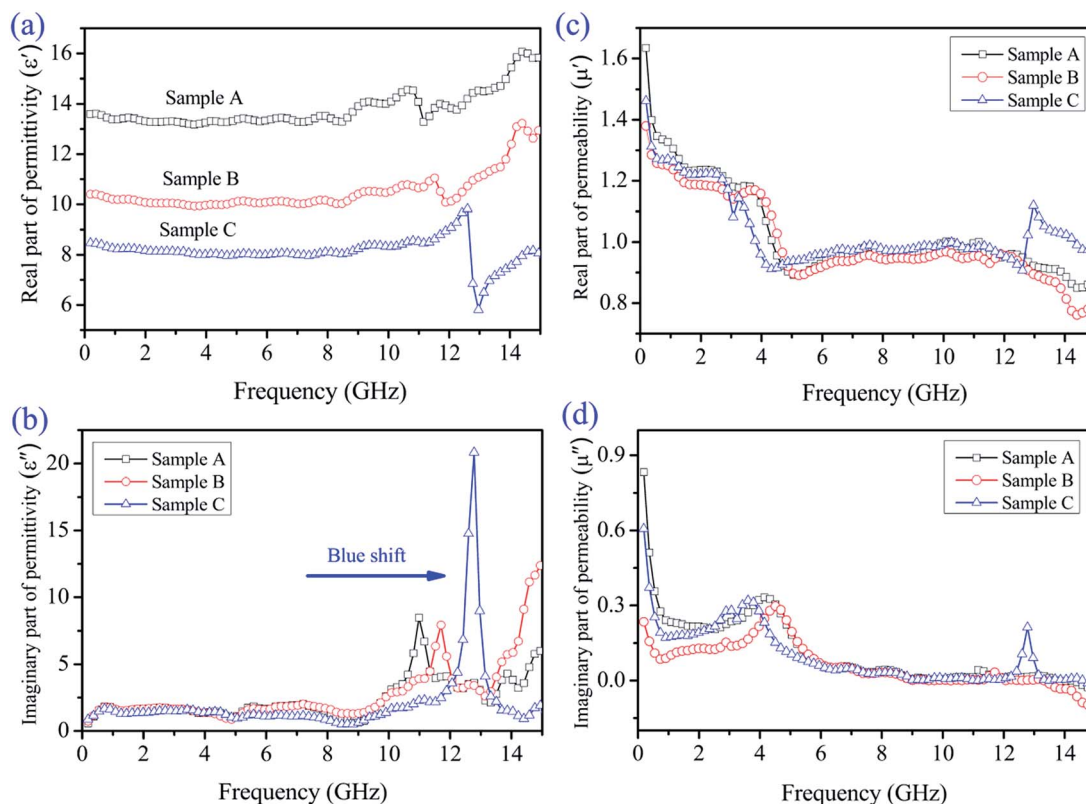 (a)
Real part of permittivity (ε′)
16
14
12
10
8
6
Sample A
Sample B
Sample C
0 2 4 6 8 10 12 14
Frequency (GHz)
(c)
Real part of permeability (μ′)
1.6
1.4
1.2
1.0
0.8
Sample A
Sample B
Sample C
0 2 4 6 8 10 12 14
Frequency (GHz)
(b)
Imaginary part of permittivity (ε″)
20
15
10
5
0
Sample A
Sample B
Sample C
Blue shift
0 2 4 6 8 10 12 14
Frequency (GHz)
(d)
Imaginary part of permeability (μ″)
0.9
0.6
0.3
0.0
Sample A
Sample B
Sample C
0 2 4 6 8 10 12 14
Frequency (GHz)